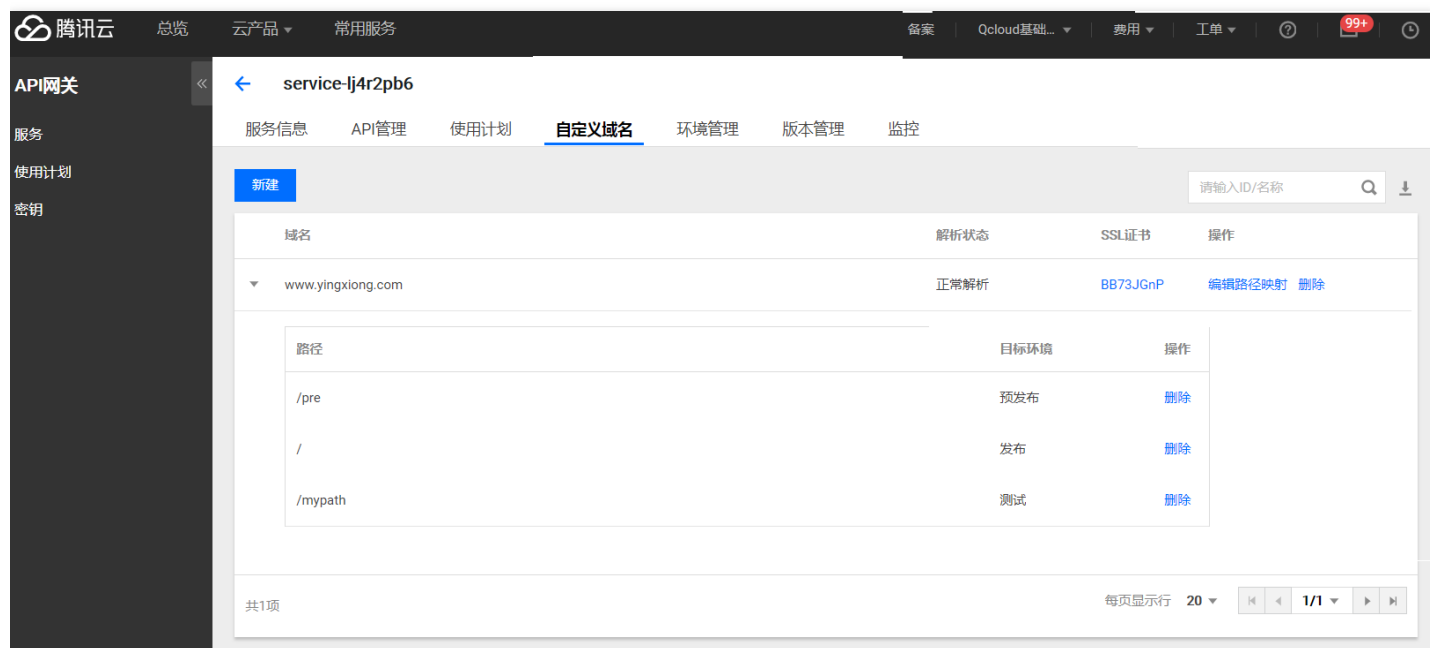 腾讯云 总览 云产品 常用服务 备案 Qcloud基础... 费用 工单 99+
API网关
服务
使用计划
密钥
service-lj4r2pb6
服务信息 API管理 使用计划 自定义域名 环境管理 版本管理 监控
新建 请输入ID/名称
域名 解析状态 SSL证书 操作
www.yingxiong.com 正常解析 BB73JGnP 编辑路径映射 删除
路径 目标环境 操作
/pre 预发布 删除
/ 发布 删除
/mypath 测试 删除
共1项 每页显示行 20 1/1